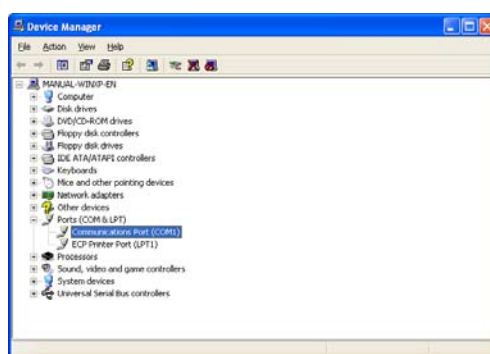 Device Manager
File Action View Help
MANUAL-WINXP-EN
Computer
Disk drives
DVD/CD-ROM drives
Floppy disk controllers
Floppy disk drives
IDE ATA/ATAPI controllers
Keyboards
Mice and other pointing devices
Network adapters
Other devices
Ports (COM & LPT)
Communications Port (COM1)
ECP Printer Port (LPT1)
Processors
Sound, video and game controllers
System devices
Universal Serial Bus controllers